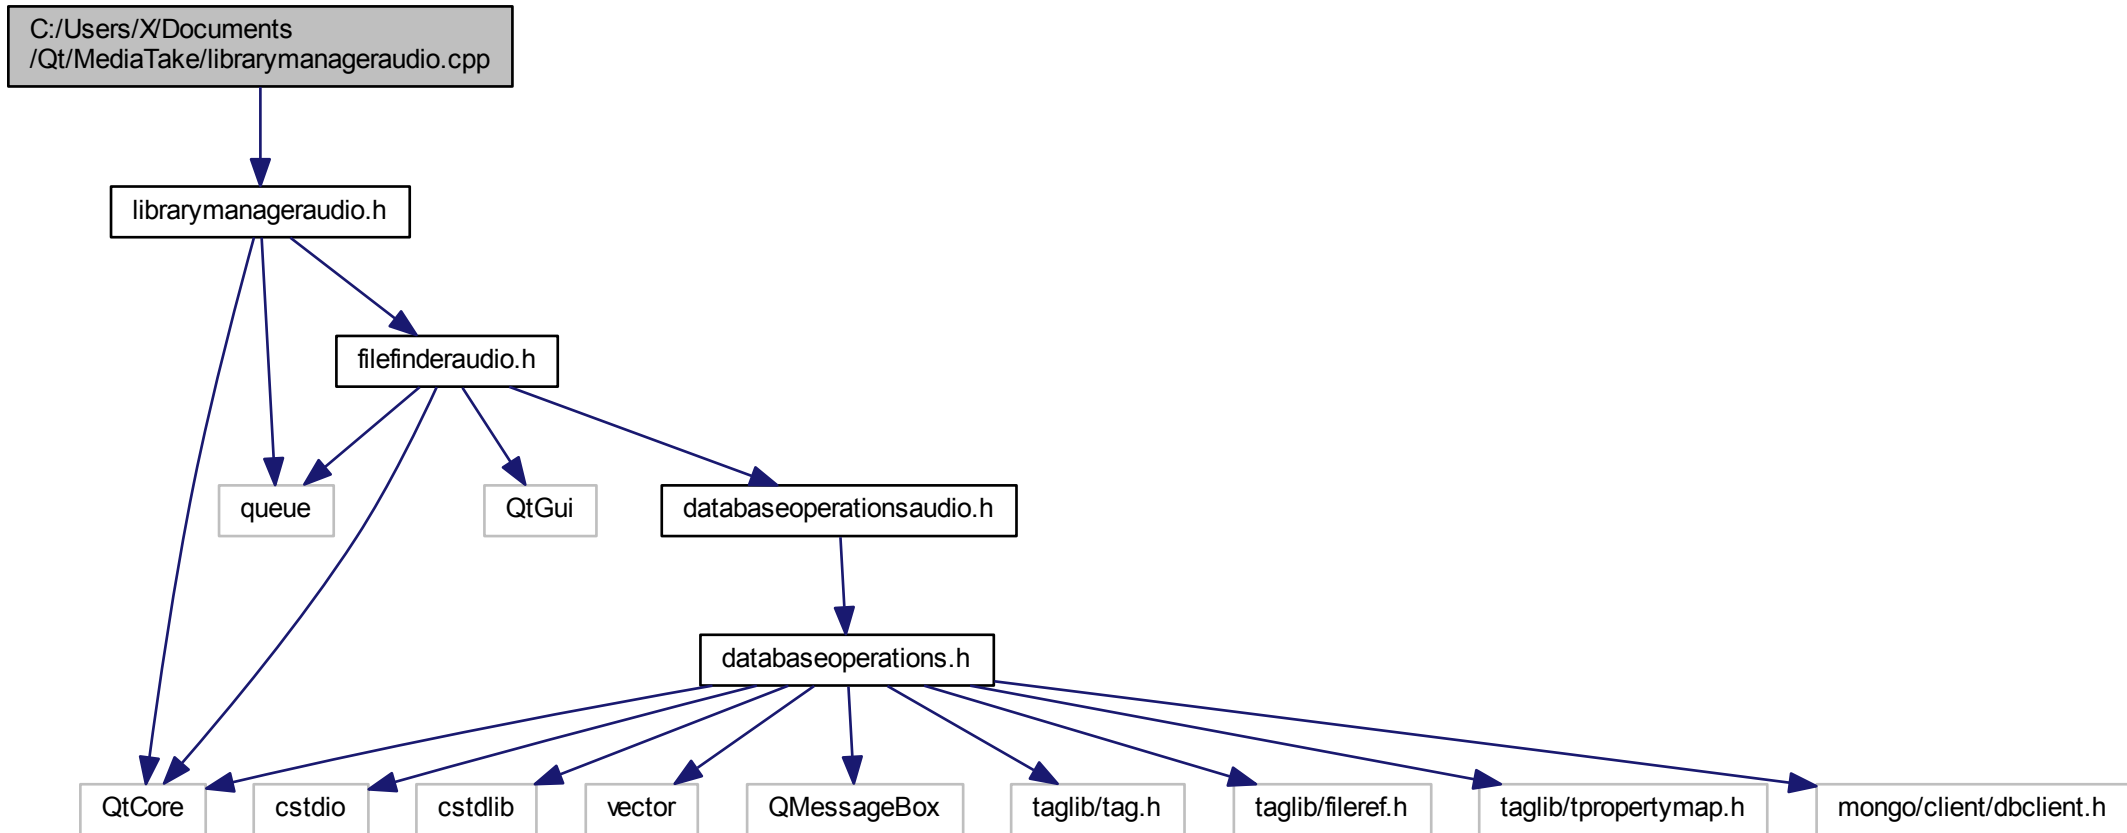 C:/Users/X/Documents
/Qt/MediaTake/librarymanageraudio.cpp
librarymanageraudio.h
filefinderaudio.h
queue
QtGui
databaseoperationsaudio.h
databaseoperations.h
QtCore
cstdio
cstdlib
vector
QMessageBox
taglib/tag.h
taglib/fileref.h
taglib/tpropertymap.h
mongo/client/dbclient.h